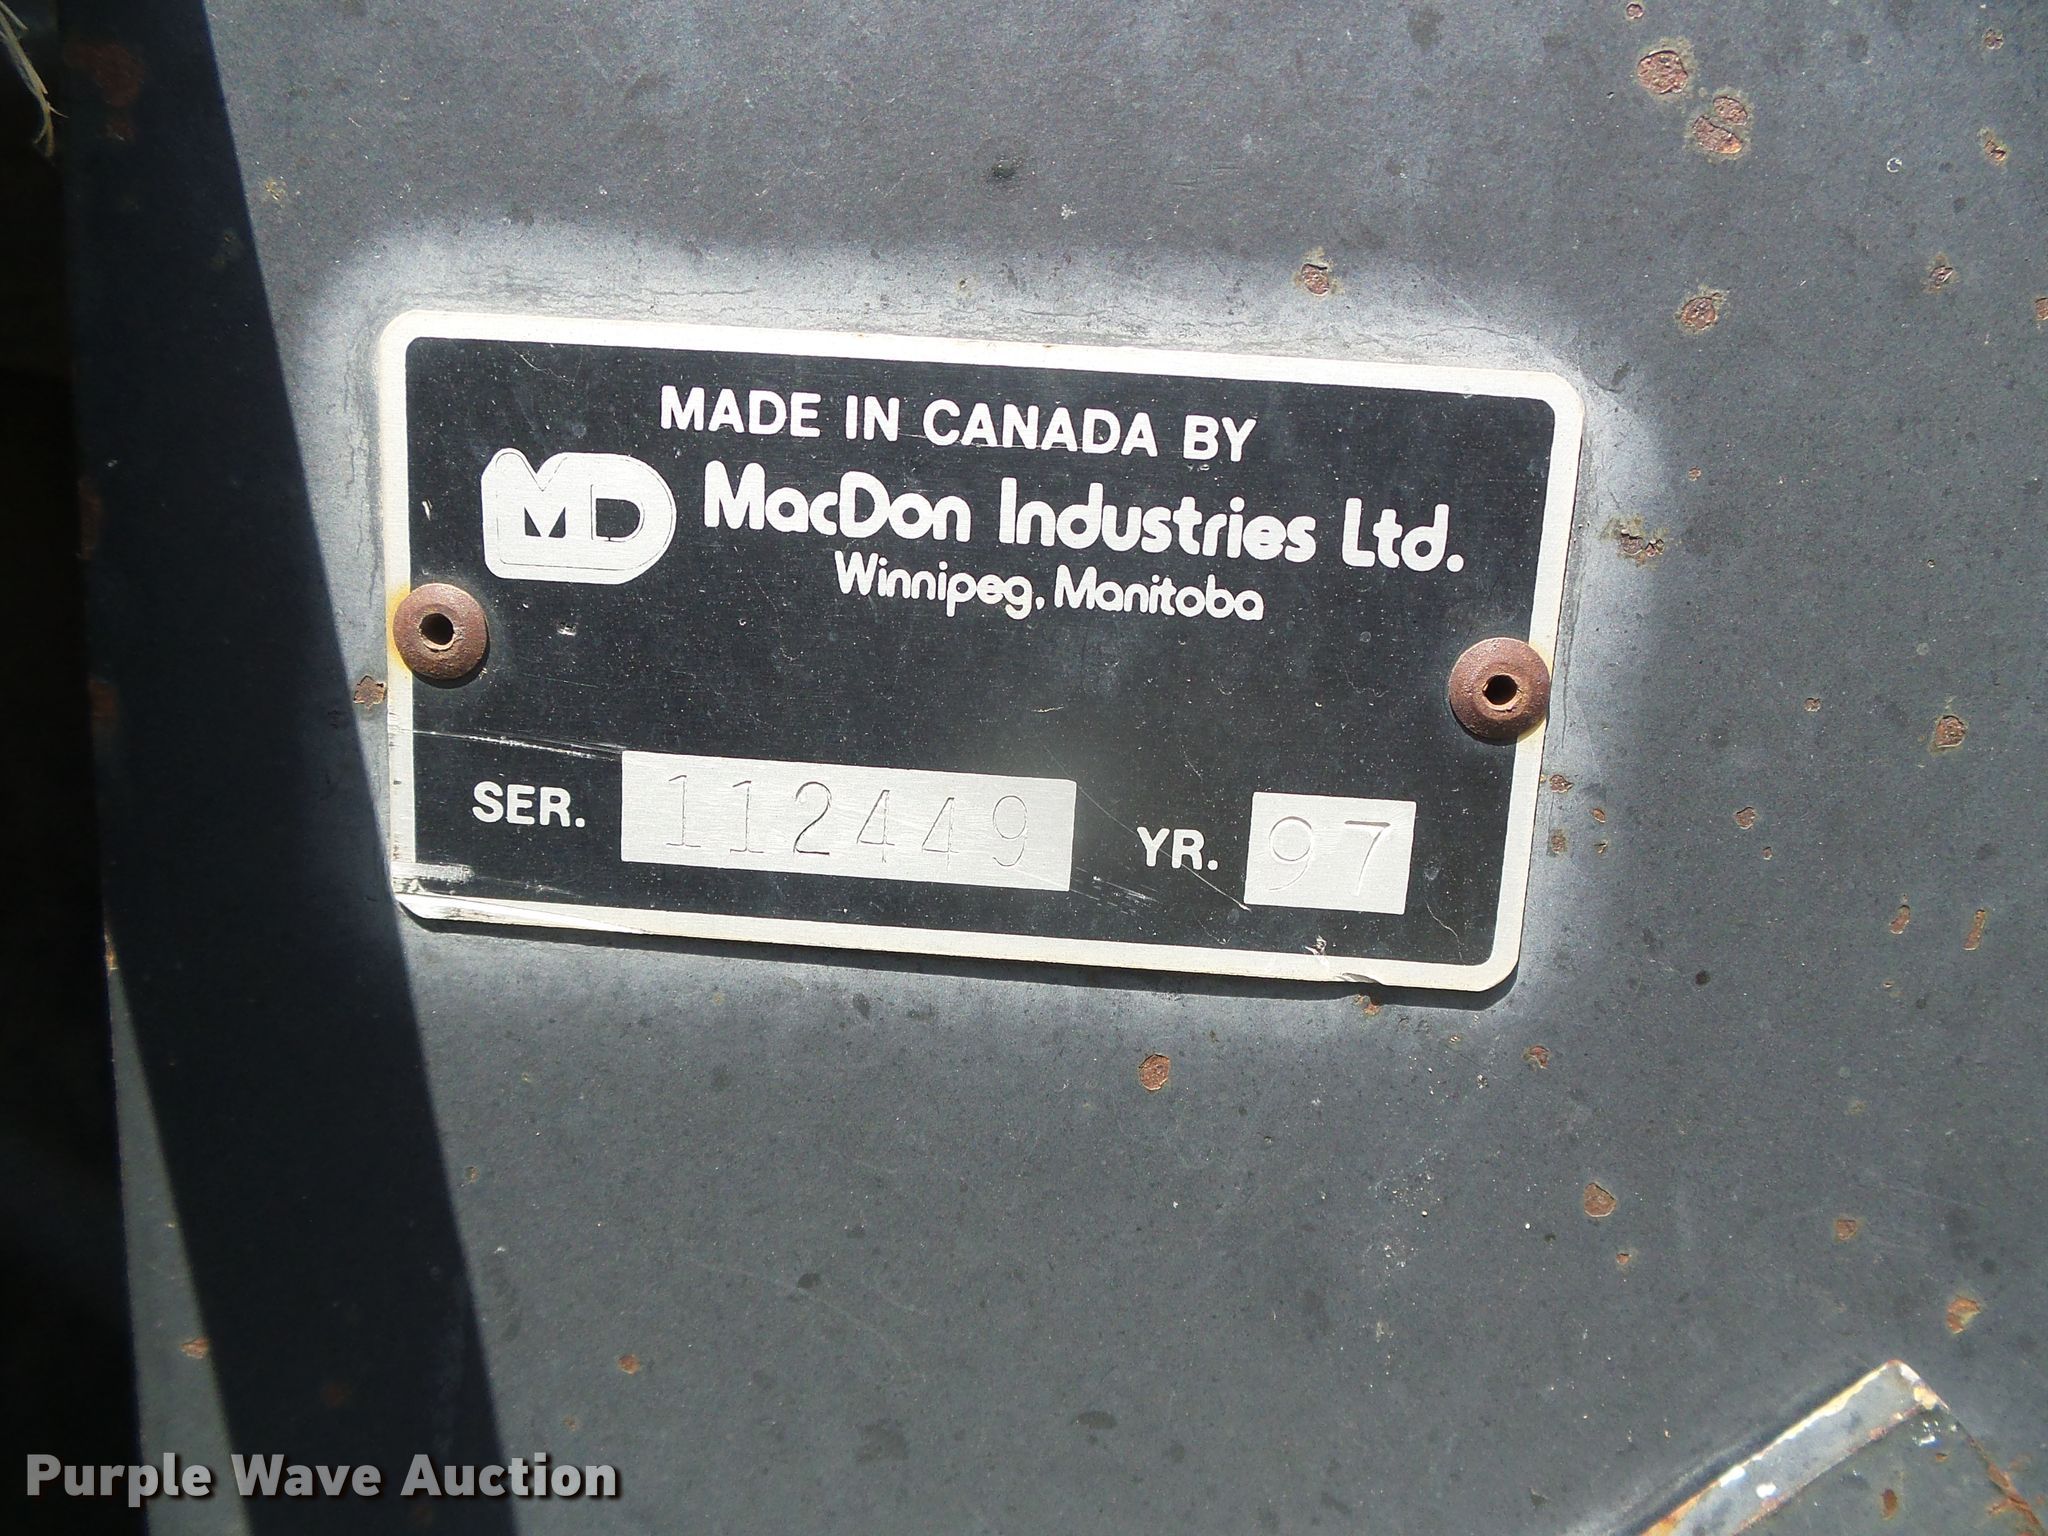 MADE IN CANADA BY
MD MacDon Industries Ltd.
Winnipeg, Manitoba
SER. 112449 YR. 97
Purple Wave Auction